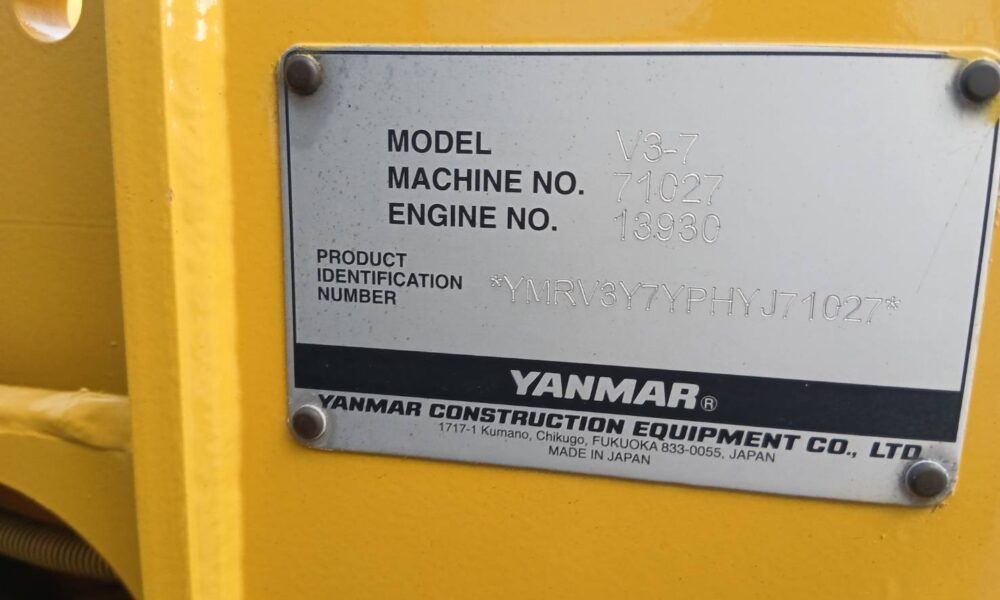 MODEL V3-7
MACHINE NO. 71027
ENGINE NO. 13930
PRODUCT
IDENTIFICATION
NUMBER *YMRV3Y7YPHYJ71027*
YANMAR®
YANMAR CONSTRUCTION EQUIPMENT CO., LTD.
1717-1 Kumano, Chikugo, FUKUOKA 833-0055, JAPAN
MADE IN JAPAN